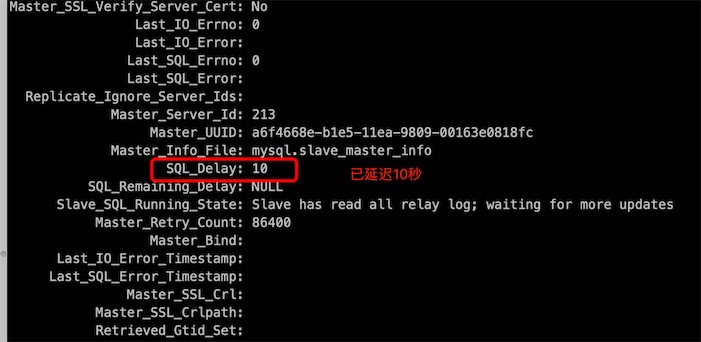 Master_SSL_Verify_Server_Cert: No
Last_IO_Errno: 0
Last_IO_Error:
Last_SQL_Errno: 0
Last_SQL_Error:
Replicate_Ignore_Server_Ids:
Master_Server_Id: 213
Master_UUID: a6f4668e-b1e5-11ea-9809-00163e0818fc
Master_Info_File: mysql.slave_master_info
SQL_Delay: 10 已延迟10秒
SQL_Remaining_Delay: NULL
Slave_SQL_Running_State: Slave has read all relay log; waiting for more updates
Master_Retry_Count: 86400
Master_Bind:
Last_IO_Error_Timestamp:
Last_SQL_Error_Timestamp:
Master_SSL_Crl:
Master_SSL_Crlpath:
Retrieved_Gtid_Set: